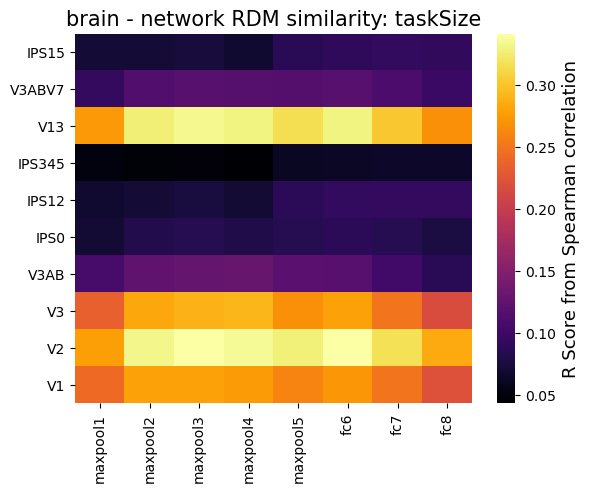 brain - network RDM similarity: taskSize
IPS15
V3ABV7
V13
IPS345
IPS12
IPS0
V3AB
V3
V2
V1
maxpool1
maxpool2
maxpool3
maxpool4
maxpool5
fc6
fc7
fc8
0.30
0.25
0.20
0.15
0.10
0.05
R Score from Spearman correlation